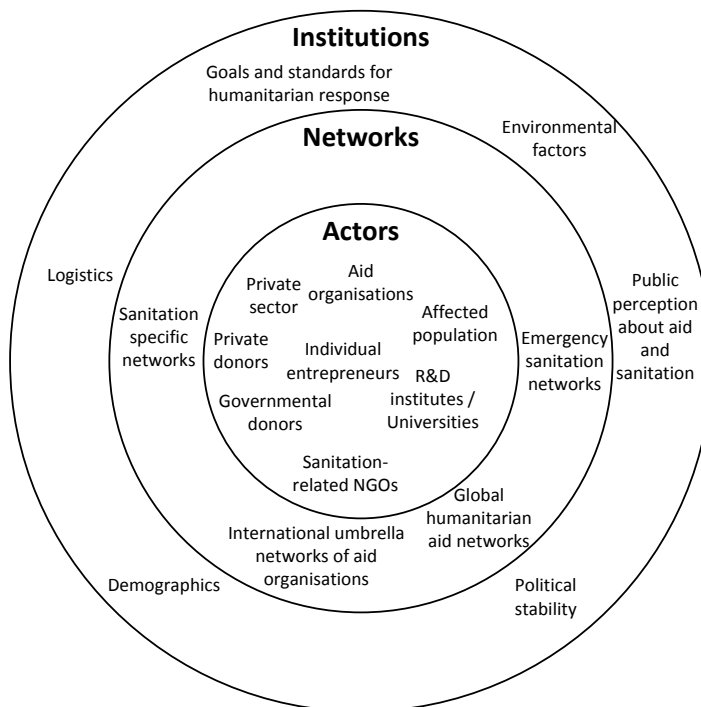 Institutions
Goals and standards for
humanitarian response
Environmental
factors
Networks
Actors
Logistics
Public
perception
about aid
and
sanitation
Sanitation
specific
networks
Private
sector
Aid
organisations
Affected
population
Private
donors
Individual
entrepreneurs
Emergency
sanitation
networks
R&D
institutes /
Universities
Governmental
donors
Sanitation-
related NGOs
Global
humanitarian
aid networks
International umbrella
networks of aid
organisations
Demographics
Political
stability